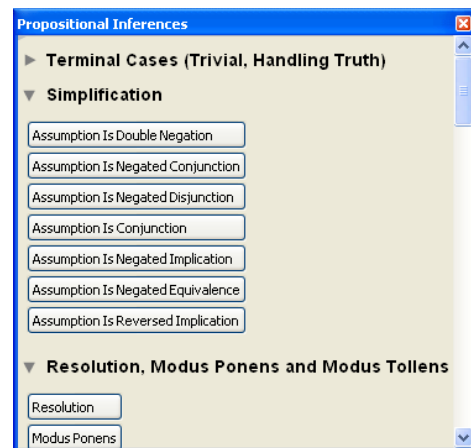 Propositional Inferences
Terminal Cases (Trivial, Handling Truth)
Simplification
Assumption Is Double Negation
Assumption Is Negated Conjunction
Assumption Is Negated Disjunction
Assumption Is Conjunction
Assumption Is Negated Implication
Assumption Is Negated Equivalence
Assumption Is Reversed Implication
Resolution, Modus Ponens and Modus Tollens
Resolution
Modus Ponens